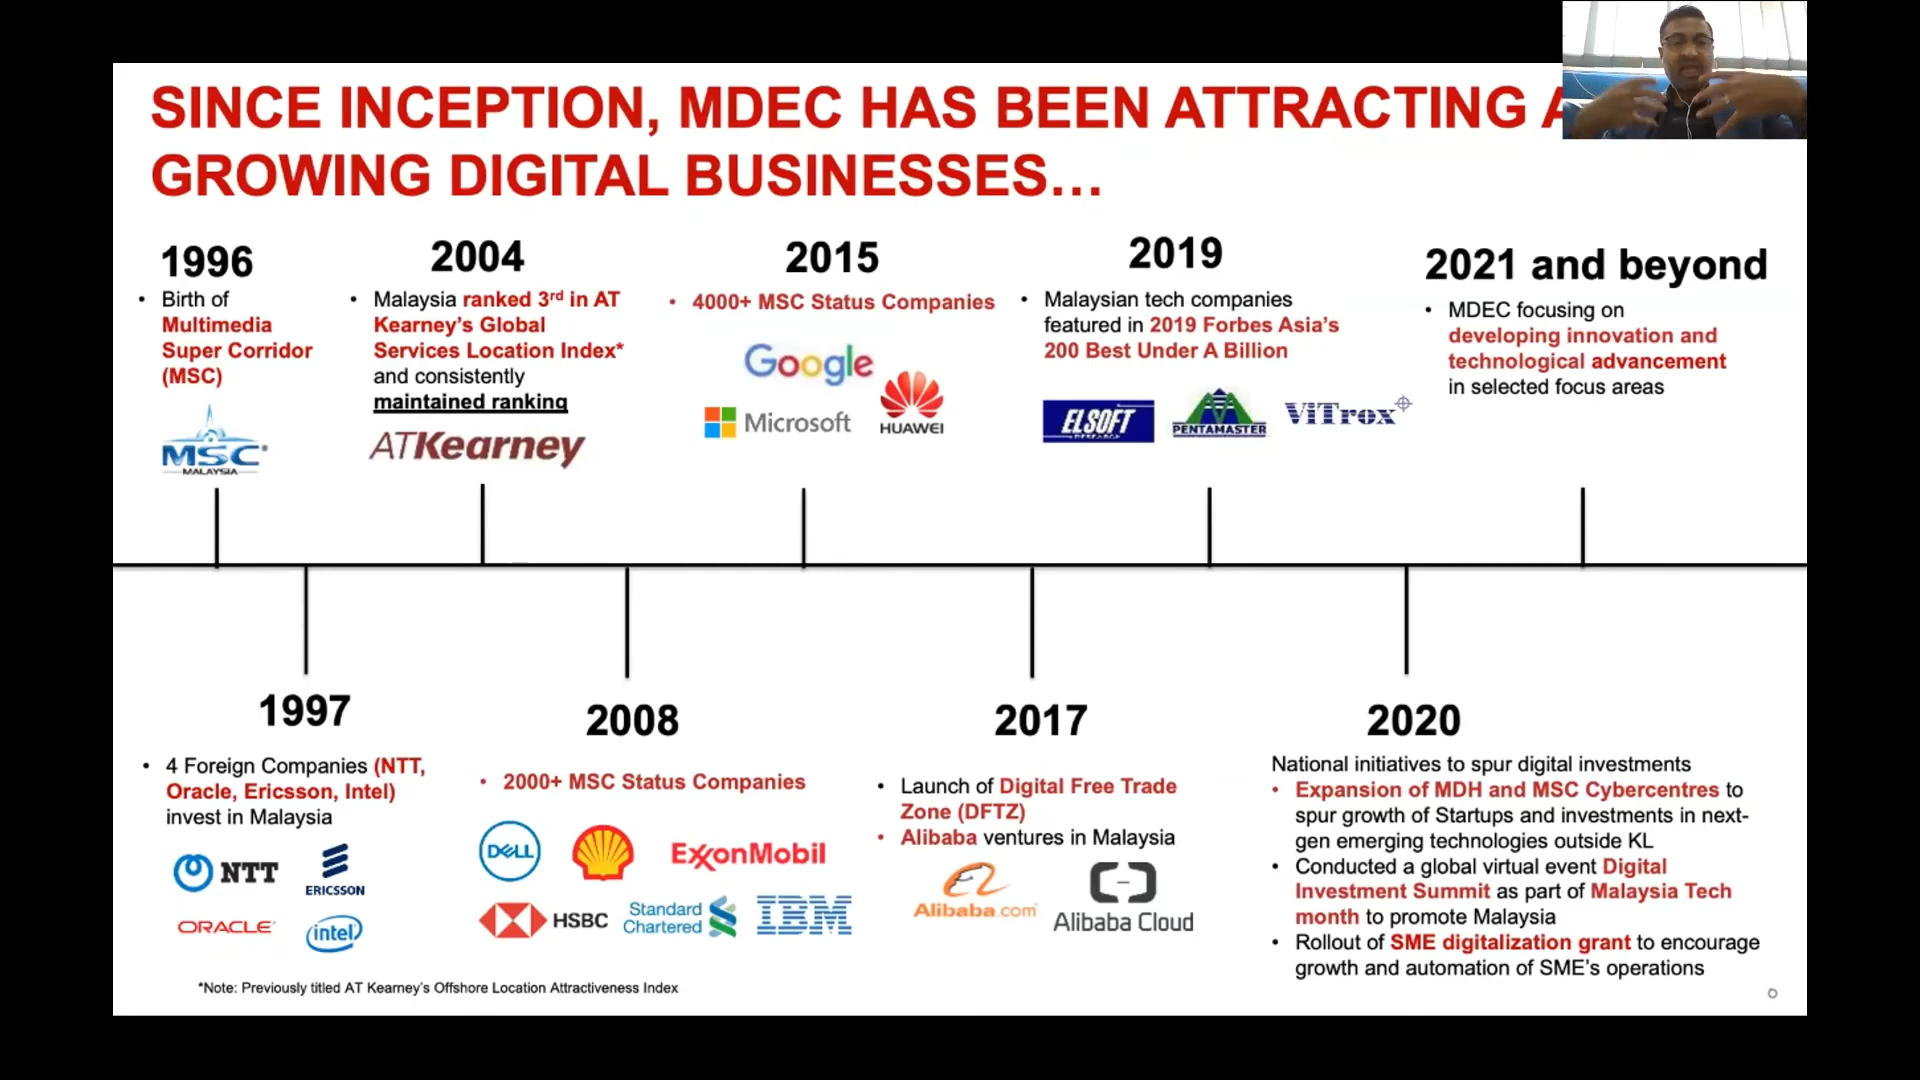 SINCE INCEPTION, MDEC HAS BEEN ATTRACTING
GROWING DIGITAL BUSINESSES…
1996
• Birth of
Multimedia
Super Corridor
(MSC)
MSC
MALAYSIA
2004
• Malaysia ranked 3rd in AT
Kearney’s Global
Services Location Index*
and consistently
maintained ranking
ATKearney
2015
• 4000+ MSC Status Companies
Google
Microsoft
HUAWEI
2019
• Malaysian tech companies
featured in 2019 Forbes Asia’s
200 Best Under A Billion
ELSOFT
RESEARCH
PENTAMASTER
ViTrox
2021 and beyond
• MDEC focusing on
developing innovation and
technological advancement
in selected focus areas
1997
• 4 Foreign Companies (NTT,
Oracle, Ericsson, Intel)
invest in Malaysia
NTT
ERICSSON
ORACLE
intel
2008
• 2000+ MSC Status Companies
DELL
ExxonMobil
HSBC
Standard
Chartered
IBM
2017
• Launch of Digital Free Trade
Zone (DFTZ)
• Alibaba ventures in Malaysia
Alibaba.com
Alibaba Cloud
2020
National initiatives to spur digital investments
• Expansion of MDH and MSC Cybercentres to
spur growth of Startups and investments in next-
gen emerging technologies outside KL
• Conducted a global virtual event Digital
Investment Summit as part of Malaysia Tech
month to promote Malaysia
• Rollout of SME digitalization grant to encourage
growth and automation of SME’s operations
*Note: Previously titled AT Kearney’s Offshore Location Attractiveness Index